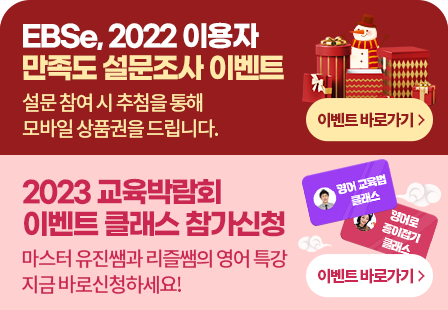 EBSe, 2022 이용자
만족도 설문조사 이벤트
설문 참여 시 추첨을 통해
모바일 상품권을 드립니다.
이벤트 바로가기 >
2023 교육박람회
이벤트 클래스 참가신청
마스터 유진쌤과 리즐쌤의 영어 특강
지금 바로신청하세요!
영어 교육법
클래스
영어로
종이접기
클래스
이벤트 바로가기 >